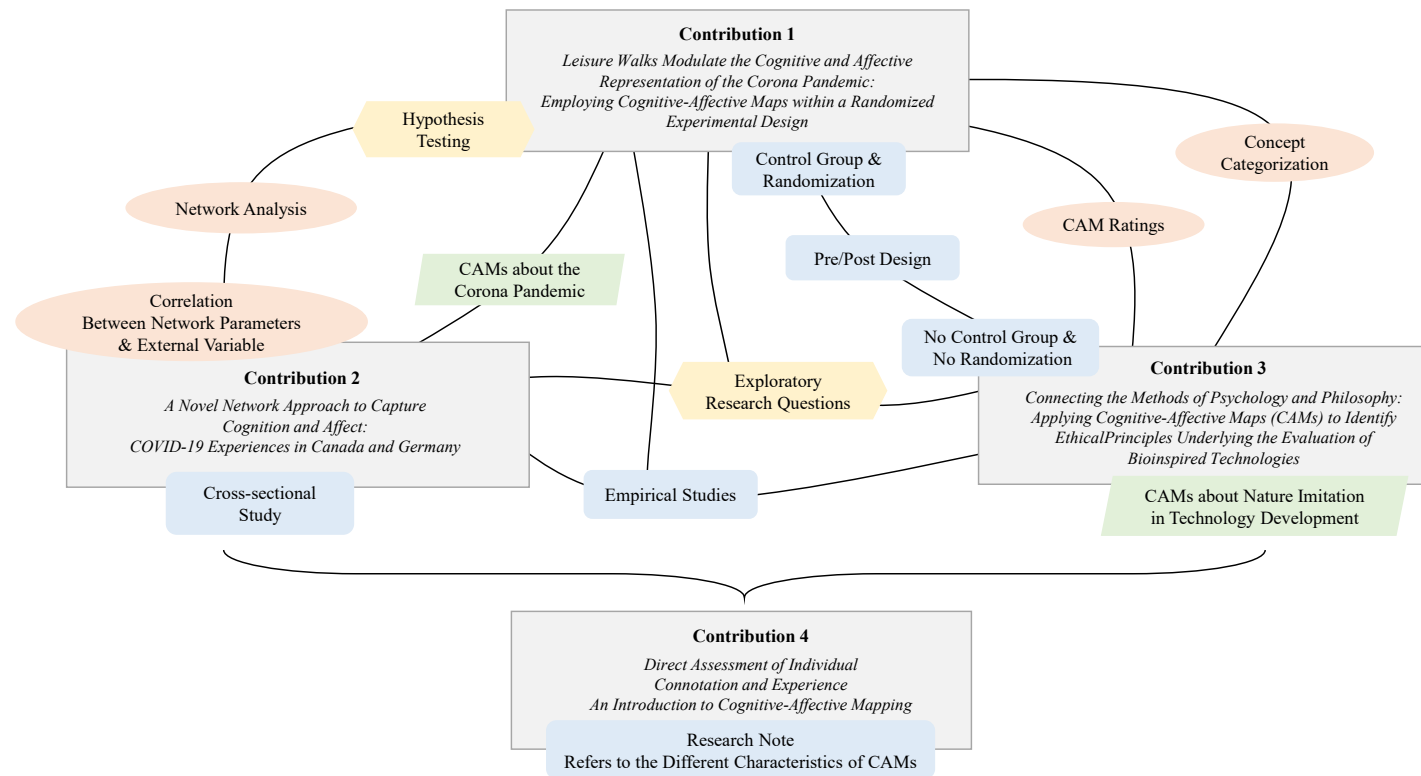 Contribution 1
Leisure Walks Modulate the Cognitive and Affective
Representation of the Corona Pandemic:
Employing Cognitive-Affective Maps within a Randomized
Experimental Design
Hypothesis
Testing
Control Group &
Randomization
Concept
Categorization
Network Analysis
CAM Ratings
Pre/Post Design
CAMs about the
Corona Pandemic
Correlation
Between Network Parameters
& External Variable
No Control Group &
No Randomization
Contribution 2
A Novel Network Approach to Capture
Cognition and Affect:
COVID-19 Experiences in Canada and Germany
Exploratory
Research Questions
Contribution 3
Connecting the Methods of Psychology and Philosophy:
Applying Cognitive-Affective Maps (CAMs) to Identify
EthicalPrinciples Underlying the Evaluation of
Bioinspired Technologies
Cross-sectional
Study
Empirical Studies
CAMs about Nature Imitation
in Technology Development
Contribution 4
Direct Assessment of Individual
Connotation and Experience
An Introduction to Cognitive-Affective Mapping
Research Note
Refers to the Different Characteristics of CAMs